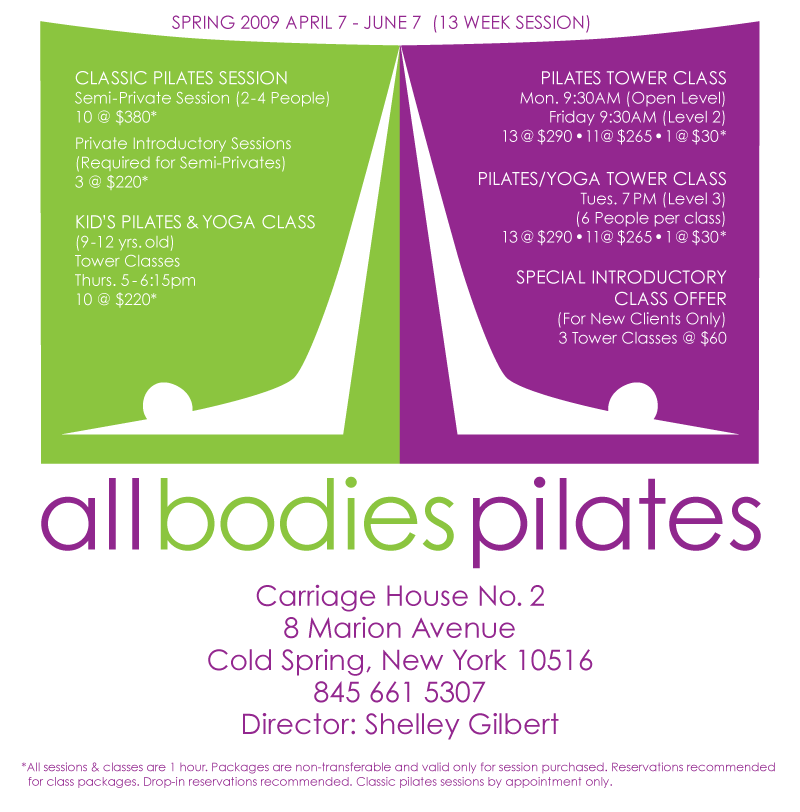 SPRING 2009 APRIL 7 - JUNE 7 (13 WEEK SESSION)
CLASSIC PILATES SESSION
Semi-Private Session (2-4 People)
10 @ $380*
Private Introductory Sessions
(Required for Semi-Privates)
3 @ $220*
KID'S PILATES & YOGA CLASS
(9-12 yrs. old)
Tower Classes
Thurs. 5-6:15pm
10 @ $220*
PILATES TOWER CLASS
Mon. 9:30AM (Open Level)
Friday 9:30AM (Level 2)
13 @ $290 • 11@ $265 • 1 @ $30*
PILATES/YOGA TOWER CLASS
Tues. 7 PM (Level 3)
(6 People per class)
13 @ $290 • 11@ $265 • 1 @ $30*
SPECIAL INTRODUCTORY
CLASS OFFER
(For New Clients Only)
3 Tower Classes @ $60
allbodiespilates
Carriage House No. 2
8 Marion Avenue
Cold Spring, New York 10516
845 661 5307
Director: Shelley Gilbert
*All sessions & classes are 1 hour. Packages are non-transferable and valid only for session purchased. Reservations recommended
for class packages. Drop-in reservations recommended. Classic pilates sessions by appointment only.